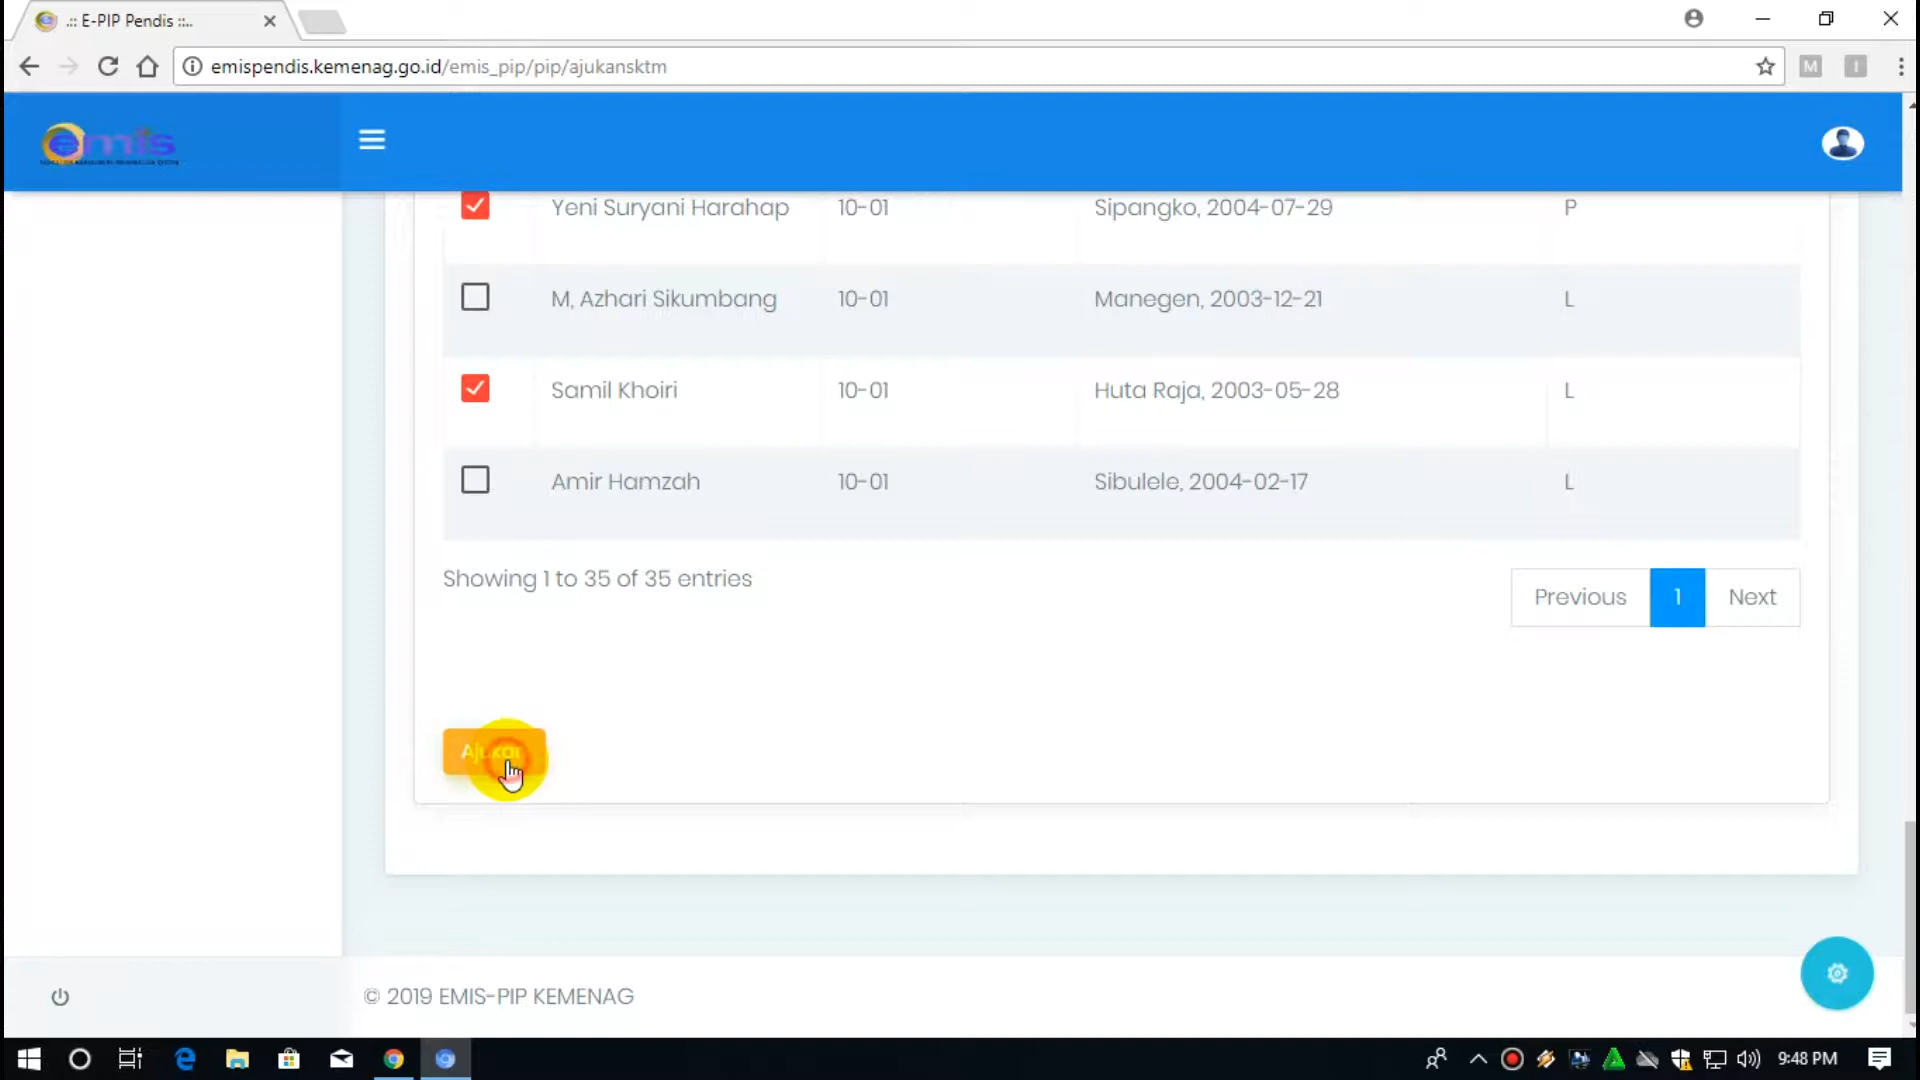 .:: E-PIP Pendis ::..
emispendis.kemenag.go.id/emis_pip/pip/ajukansktm
emis
Yeni Suryani Harahap 10-01 Sipangko, 2004-07-29 P
M, Azhari Sikumbang 10-01 Manegen, 2003-12-21 L
Samil Khoiri 10-01 Huta Raja, 2003-05-28 L
Amir Hamzah 10-01 Sibulele, 2004-02-17 L
Showing 1 to 35 of 35 entries
Previous 1 Next
Ajukan
© 2019 EMIS-PIP KEMENAG
9:48 PM